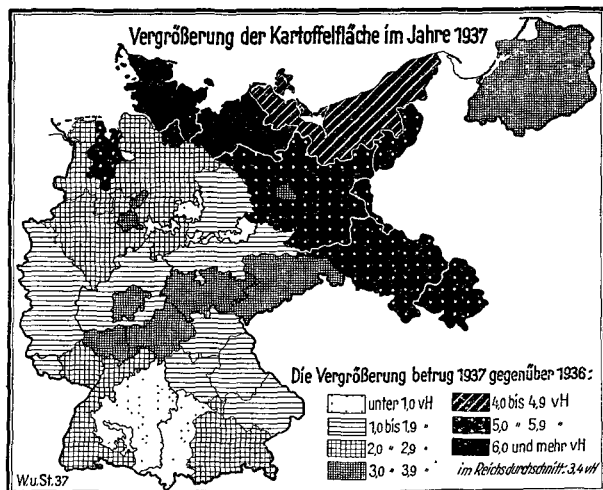 Vergrößerung der Kartoffelfläche im Jahre 1937
Die Vergrößerung betrug 1937 gegenüber 1936:
unter 1,0 vH
1,0 bis 1,9 "
2,0 " 2,9 "
3,0 " 3,9 "
4,0 bis 4,9 vH
5,0 " 5,9 "
6,0 und mehr vH
im Reichsdurchschnitt: 3,4 vH
W.u.St.37